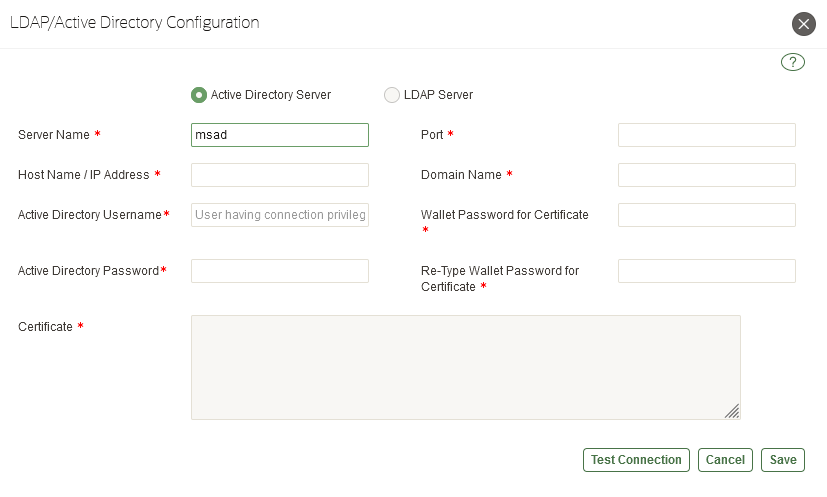 LDAP/Active Directory Configuration
?
Active Directory Server
LDAP Server
Server Name *
msad
Port *
Host Name / IP Address *
Domain Name *
Active Directory Username*
User having connection privileg
Wallet Password for Certificate
*
Active Directory Password*
Re-Type Wallet Password for
Certificate *
Certificate *
Test Connection
Cancel
Save